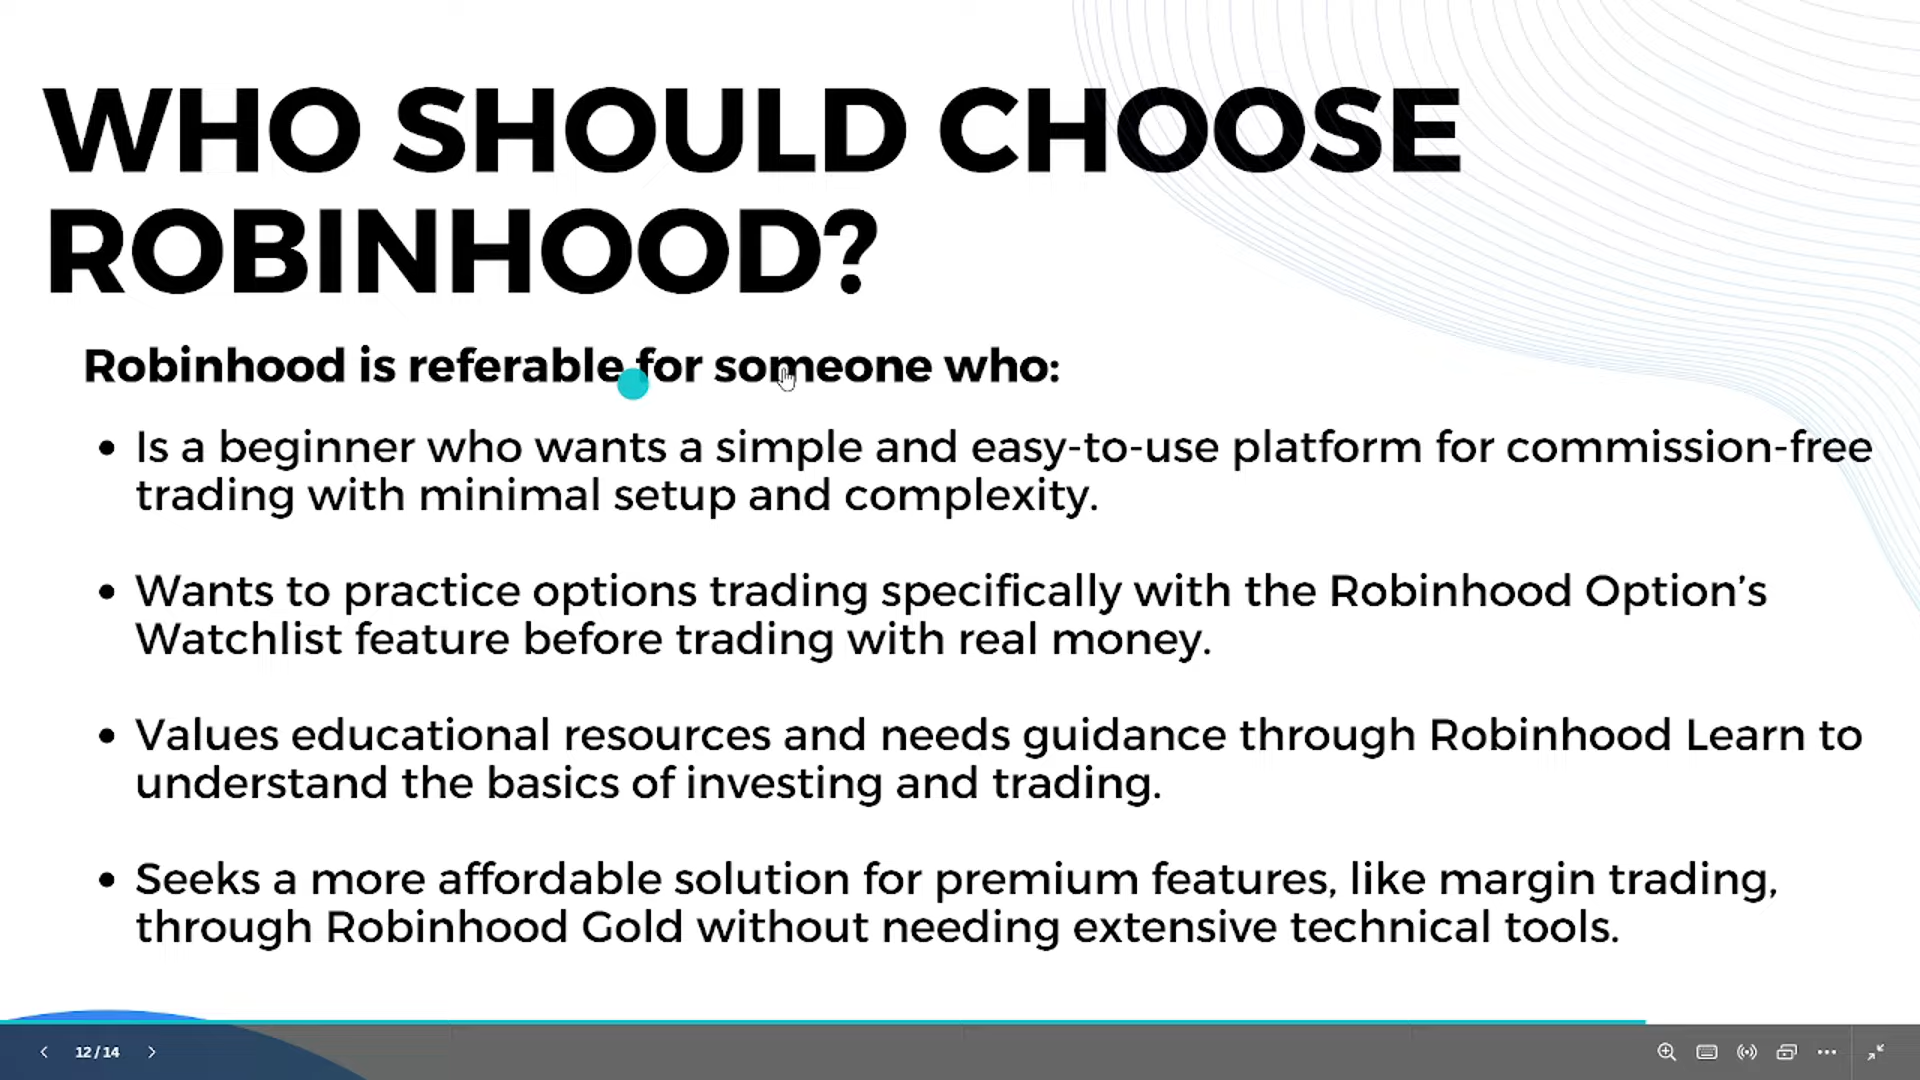 WHO SHOULD CHOOSE
ROBINHOOD?
Robinhood is referable for someone who:
• Is a beginner who wants a simple and easy-to-use platform for commission-free
trading with minimal setup and complexity.
• Wants to practice options trading specifically with the Robinhood Option’s
Watchlist feature before trading with real money.
• Values educational resources and needs guidance through Robinhood Learn to
understand the basics of investing and trading.
• Seeks a more affordable solution for premium features, like margin trading,
through Robinhood Gold without needing extensive technical tools.
12 / 14